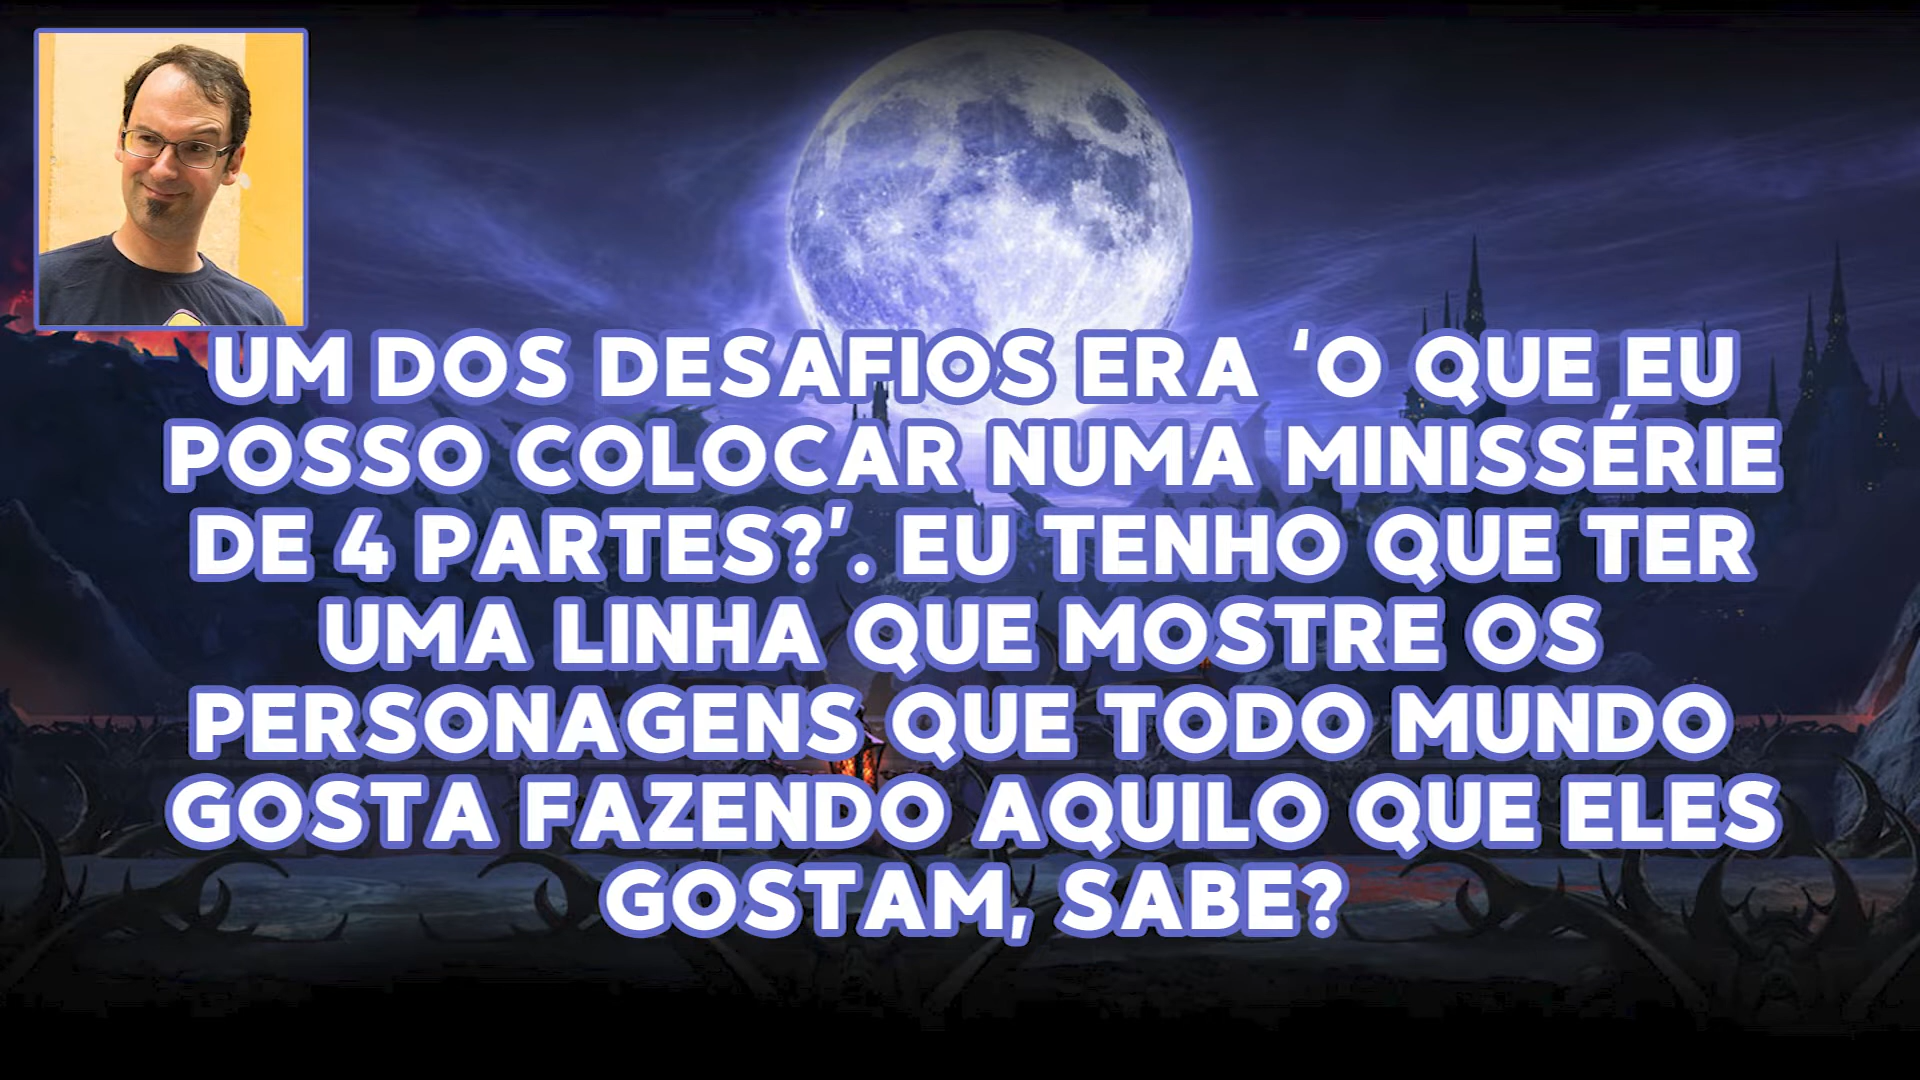 UM DOS DESAFIOS ERA ‘O QUE EU
POSSO COLOCAR NUMA MINISSÉRIE
DE 4 PARTES?’. EU TENHO QUE TER
UMA LINHA QUE MOSTRE OS
PERSONAGENS QUE TODO MUNDO
GOSTA FAZENDO AQUILO QUE ELES
GOSTAM, SABE?